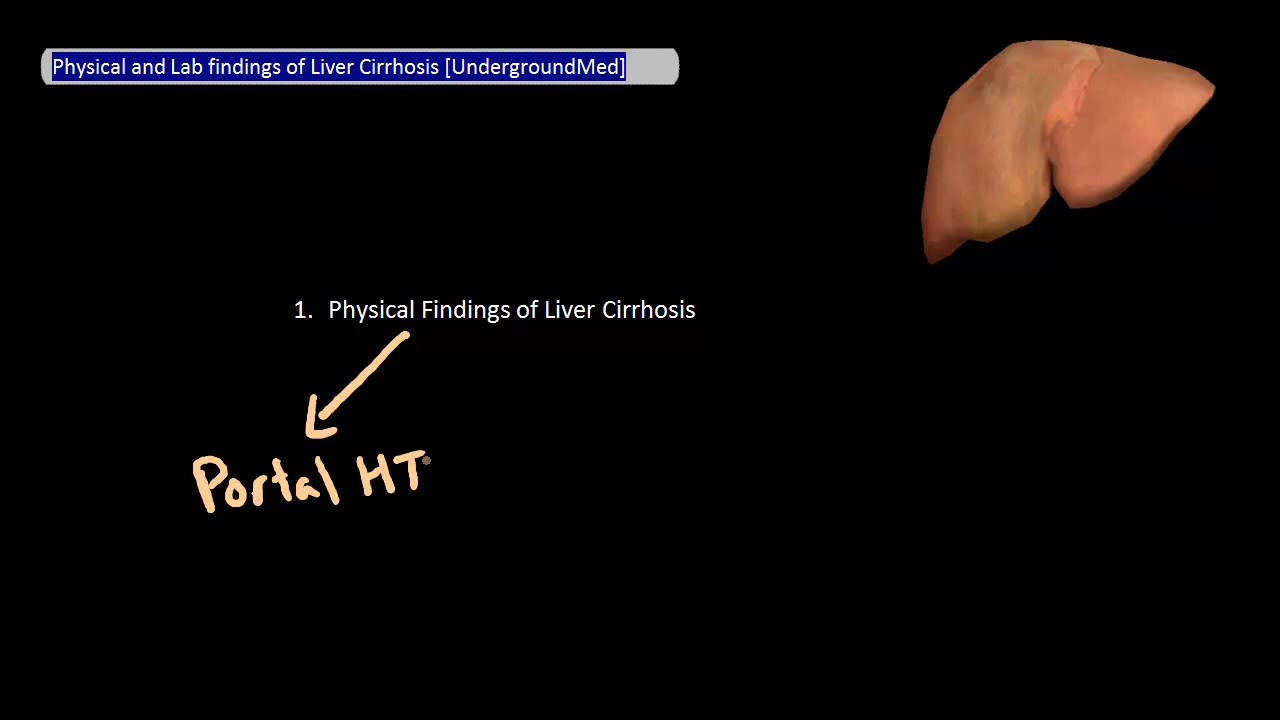 Physical and Lab findings of Liver Cirrhosis [UndergroundMed]
1. Physical Findings of Liver Cirrhosis
Portal HT